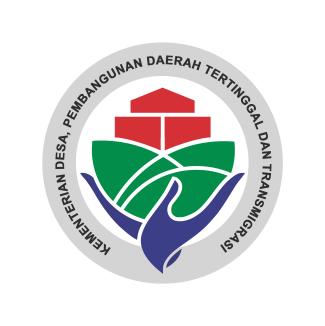 KEMENTERIAN DESA, PEMBANGUNAN DAERAH TERTINGGAL DAN TRANSMIGRASI